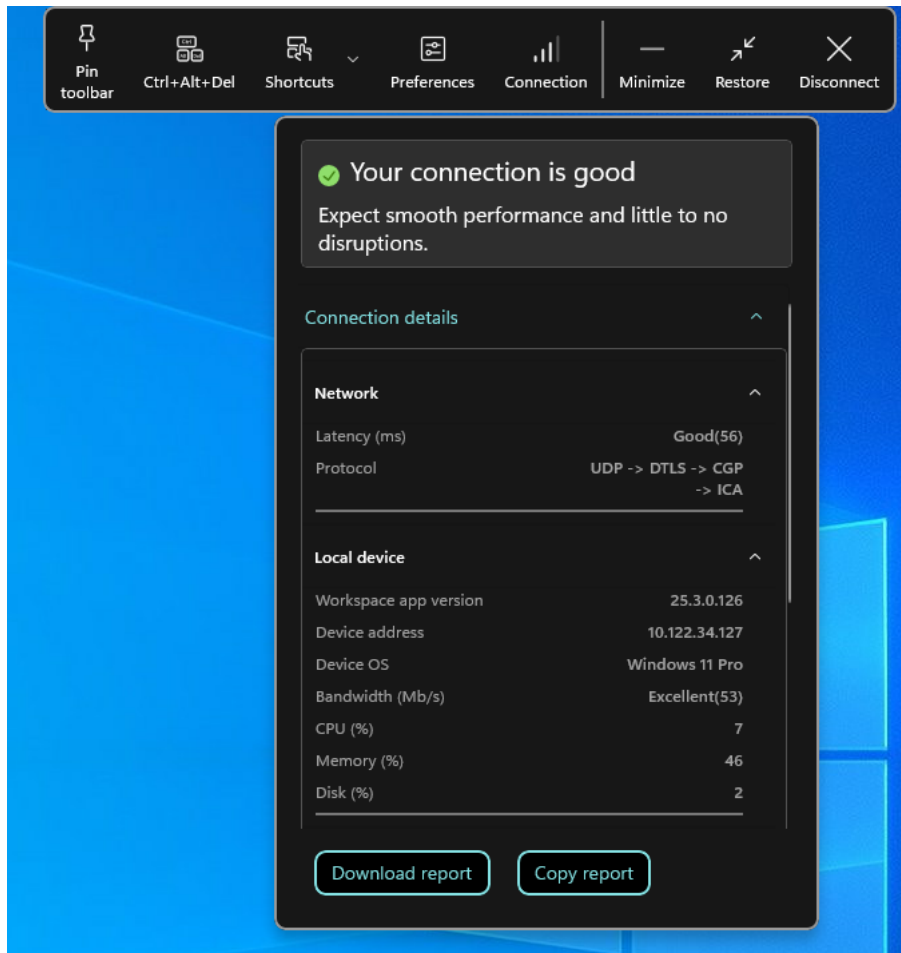 Pin
toolbar
Ctrl+Alt+Del
Shortcuts
Preferences
Connection
Minimize
Restore
Disconnect
Your connection is good
Expect smooth performance and little to no
disruptions.
Connection details
Network
Latency (ms) Good(56)
Protocol UDP -> DTLS -> CGP
-> ICA
Local device
Workspace app version 25.3.0.126
Device address 10.122.34.127
Device OS Windows 11 Pro
Bandwidth (Mb/s) Excellent(53)
CPU (%) 7
Memory (%) 46
Disk (%) 2
Download report
Copy report